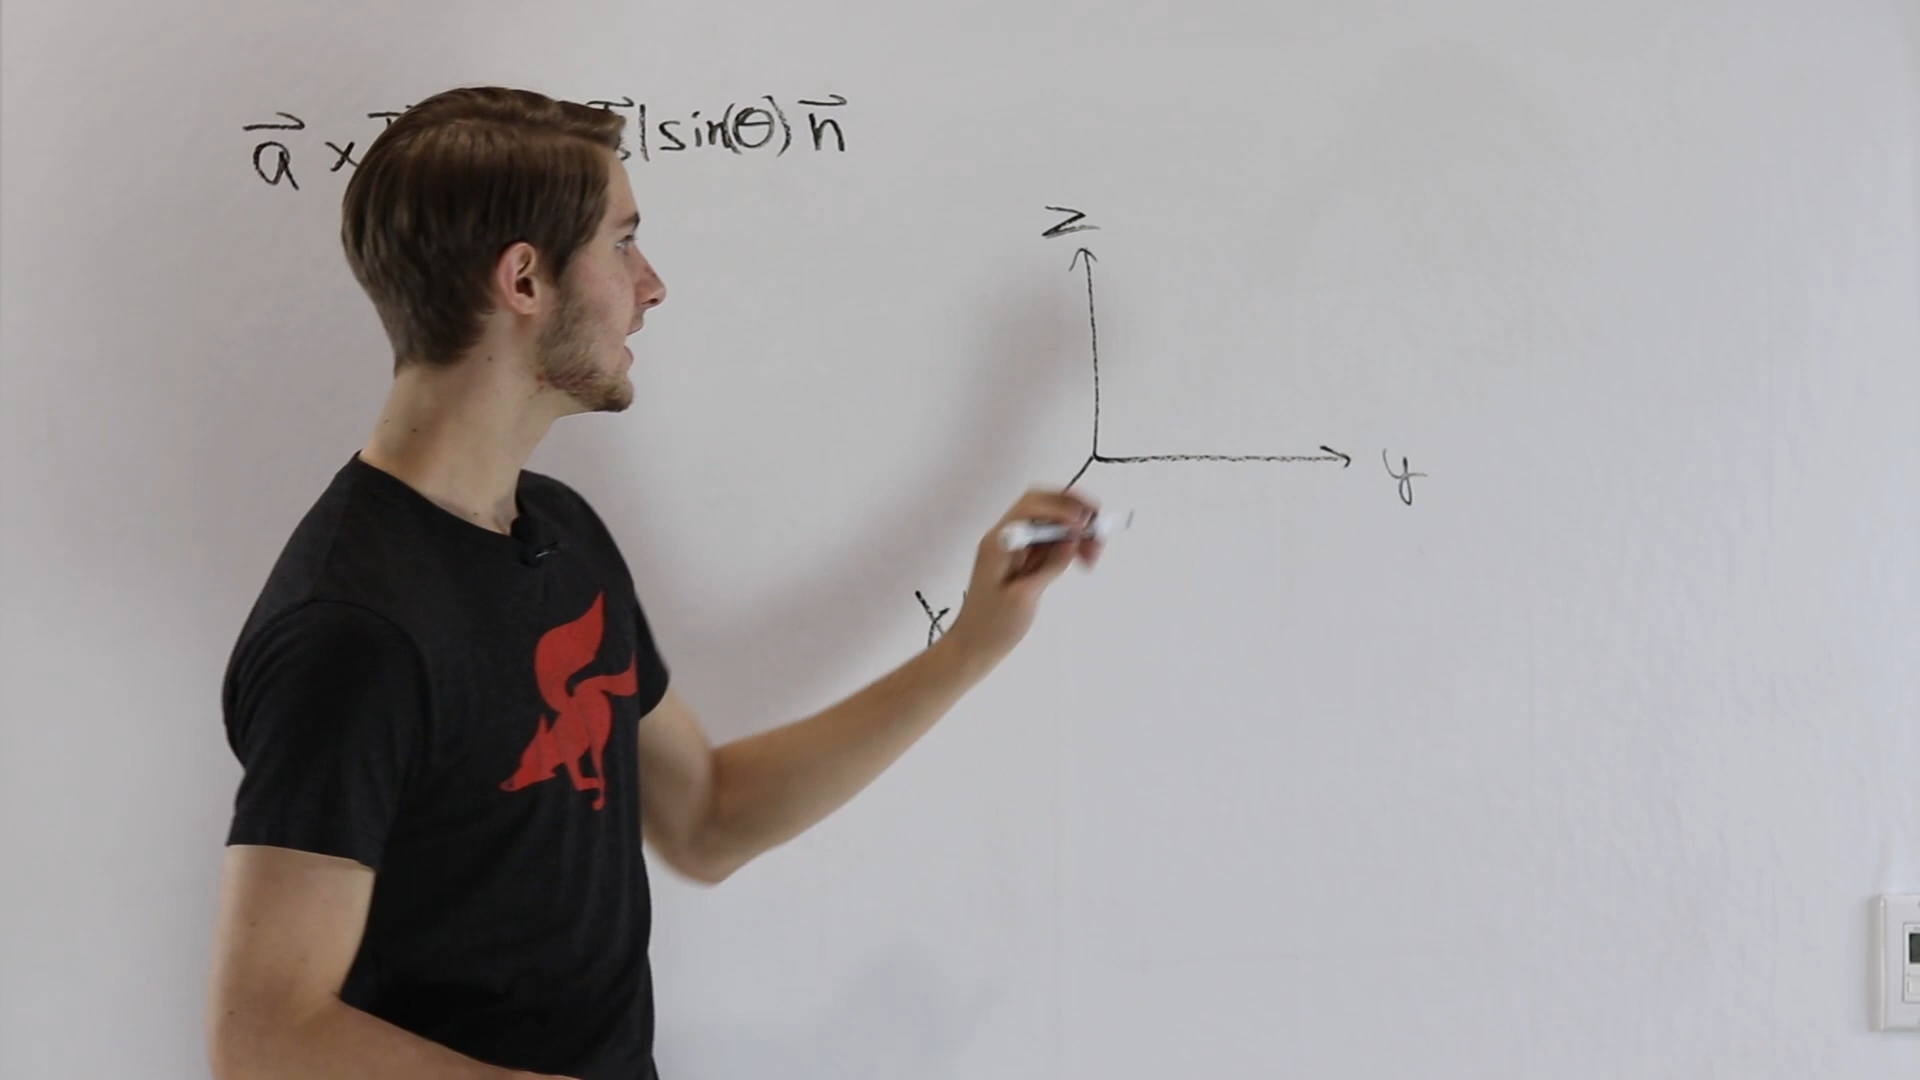 a⃗ × |sin(θ) n⃗
z
y
x